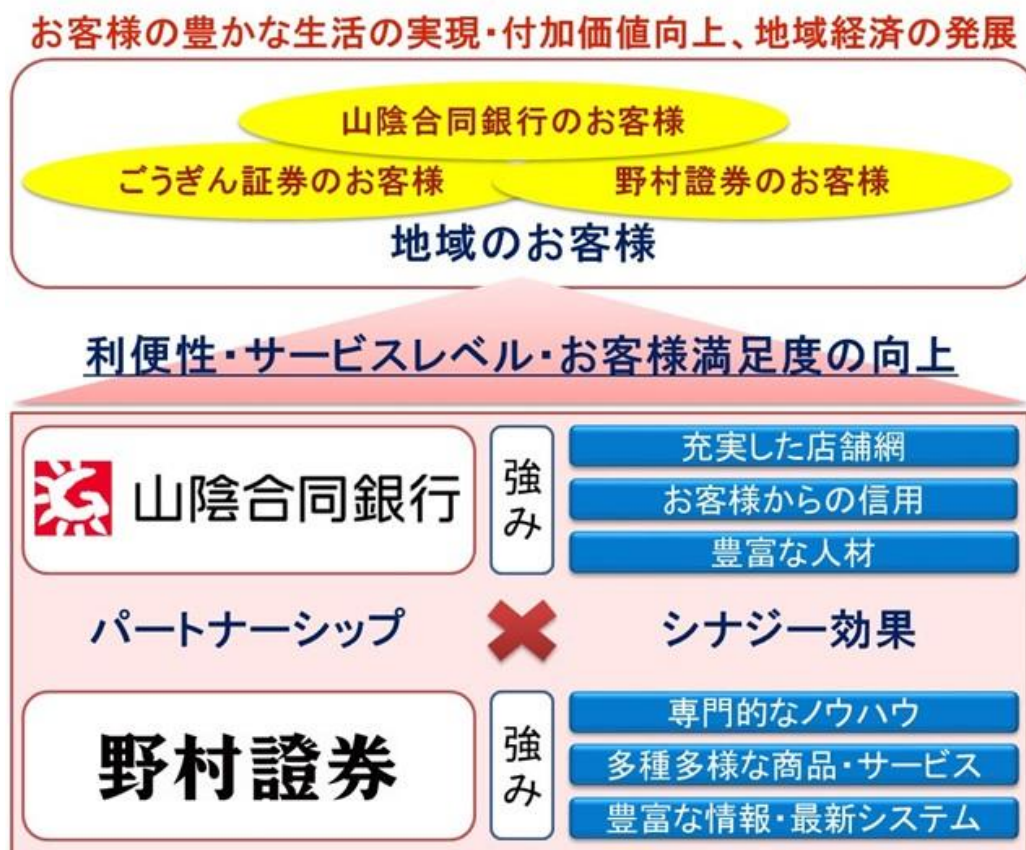 お客様の豊かな生活の実現・付加価値向上、地域経済の発展
山陰合同銀行のお客様
ごうぎん証券のお客様
野村證券のお客様
地域のお客様
利便性・サービスレベル・お客様満足度の向上
山陰合同銀行
強み
充実した店舗網
お客様からの信用
豊富な人材
パートナーシップ
シナジー効果
野村證券
強み
専門的なノウハウ
多種多様な商品・サービス
豊富な情報・最新システム